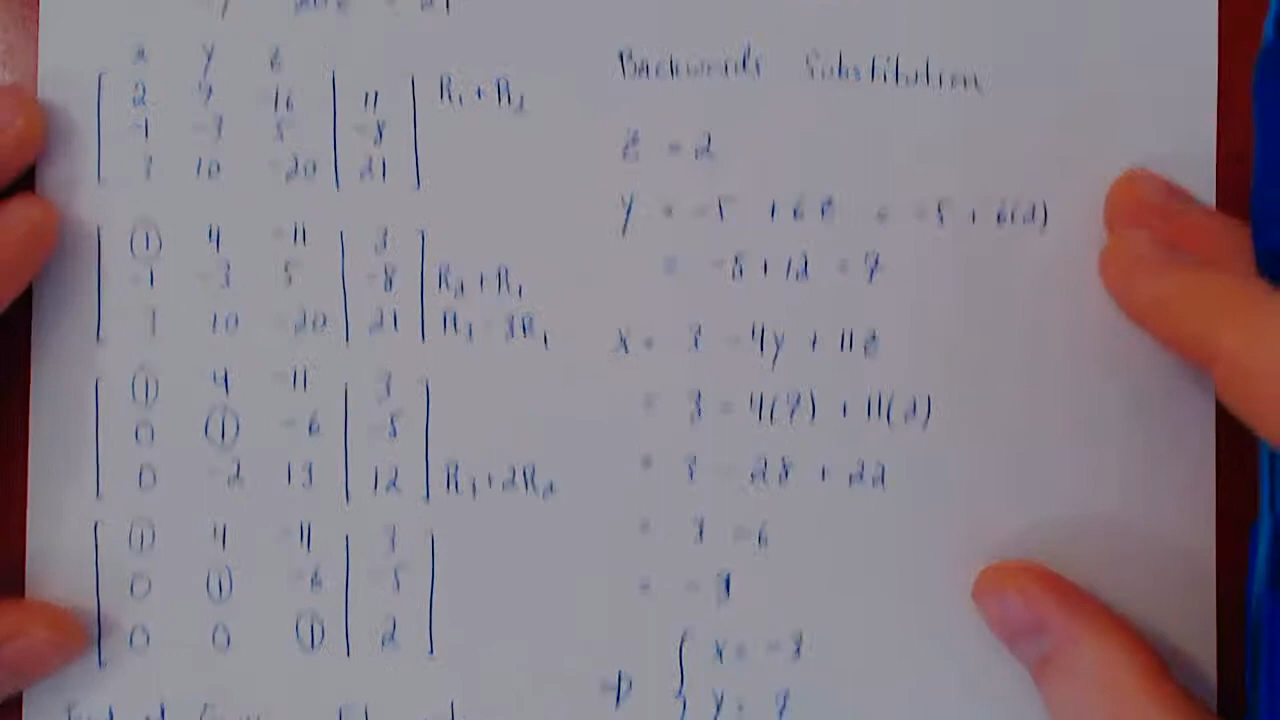 x y z
2 7 -16 | 11 R₁ + R₂
-1 -3 5 | -8
3 10 -20 | 21
① 4 -11 | 3
-1 -3 5 | -8 R₂ + R₁
3 10 -20 | 21 R₃ - 3R₁
① 4 -11 | 3
0 ① -6 | -5
0 -2 13 | 12 R₃ + 2R₂
① 4 -11 | 3
0 ① -6 | -5
0 0 ① | 2
Backwards Substitution
z = 2
y = -5 + 6z = -5 + 6(2)
= -5 + 12 = 7
x = 3 - 4y + 11z
= 3 - 4(7) + 11(2)
= 3 - 28 + 22
= 3 - 6
= -3
⇒ { x = -3
y = 7